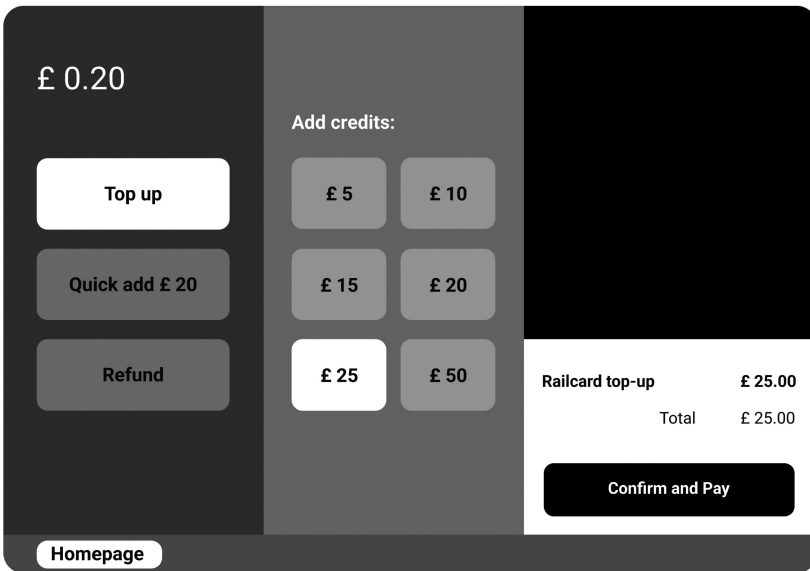 £ 0.20
Top up
Quick add £ 20
Refund
Add credits:
£ 5
£ 10
£ 15
£ 20
£ 25
£ 50
Railcard top-up £ 25.00
Total £ 25.00
Confirm and Pay
Homepage